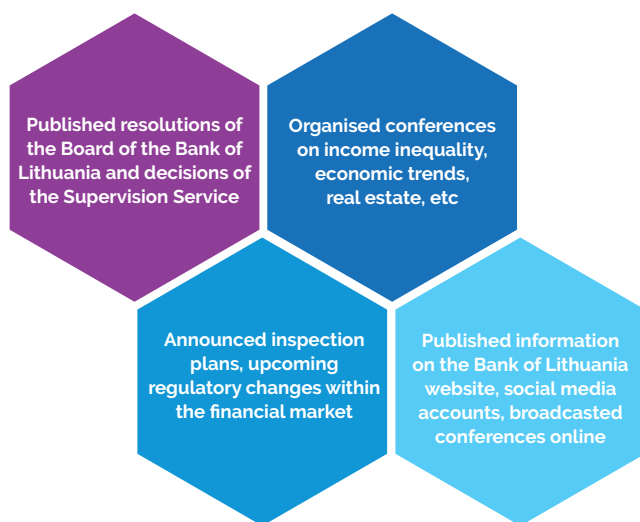 Published resolutions of
the Board of the Bank of
Lithuania and decisions of
the Supervision Service
Organised conferences
on income inequality,
economic trends,
real estate, etc
Announced inspection
plans, upcoming
regulatory changes within
the financial market
Published information
on the Bank of Lithuania
website, social media
accounts, broadcasted
conferences online